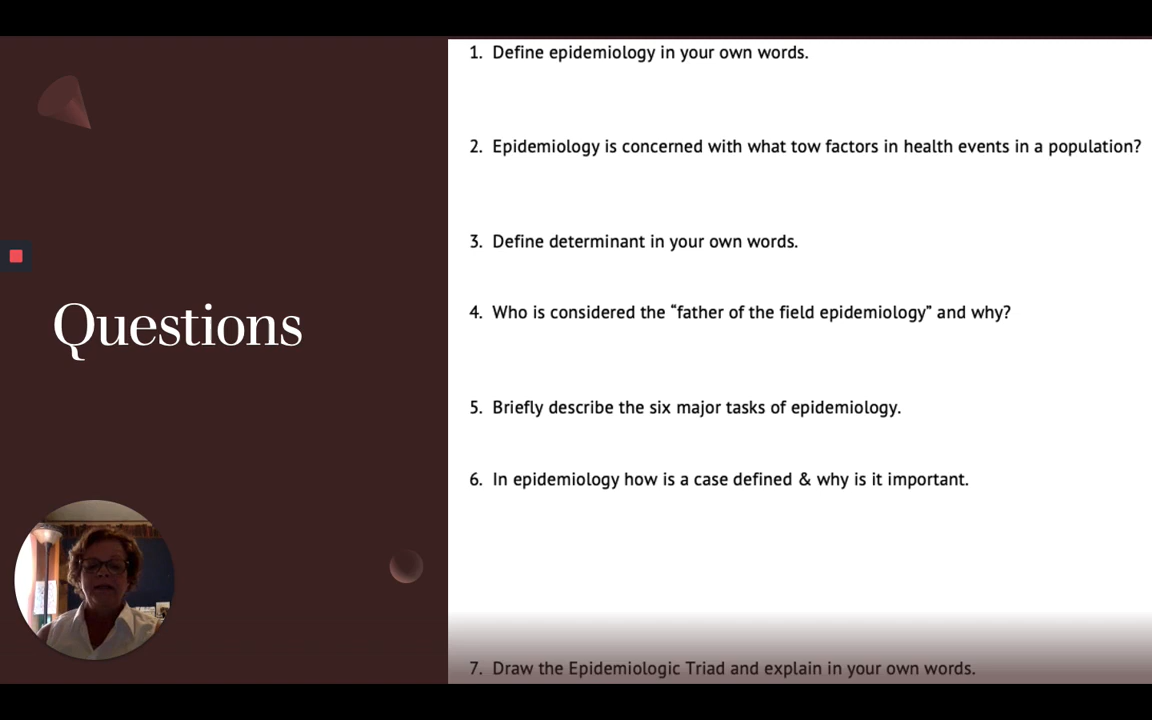 Questions
1. Define epidemiology in your own words.
2. Epidemiology is concerned with what tow factors in health events in a population?
3. Define determinant in your own words.
4. Who is considered the “father of the field epidemiology” and why?
5. Briefly describe the six major tasks of epidemiology.
6. In epidemiology how is a case defined & why is it important.
7. Draw the Epidemiologic Triad and explain in your own words.